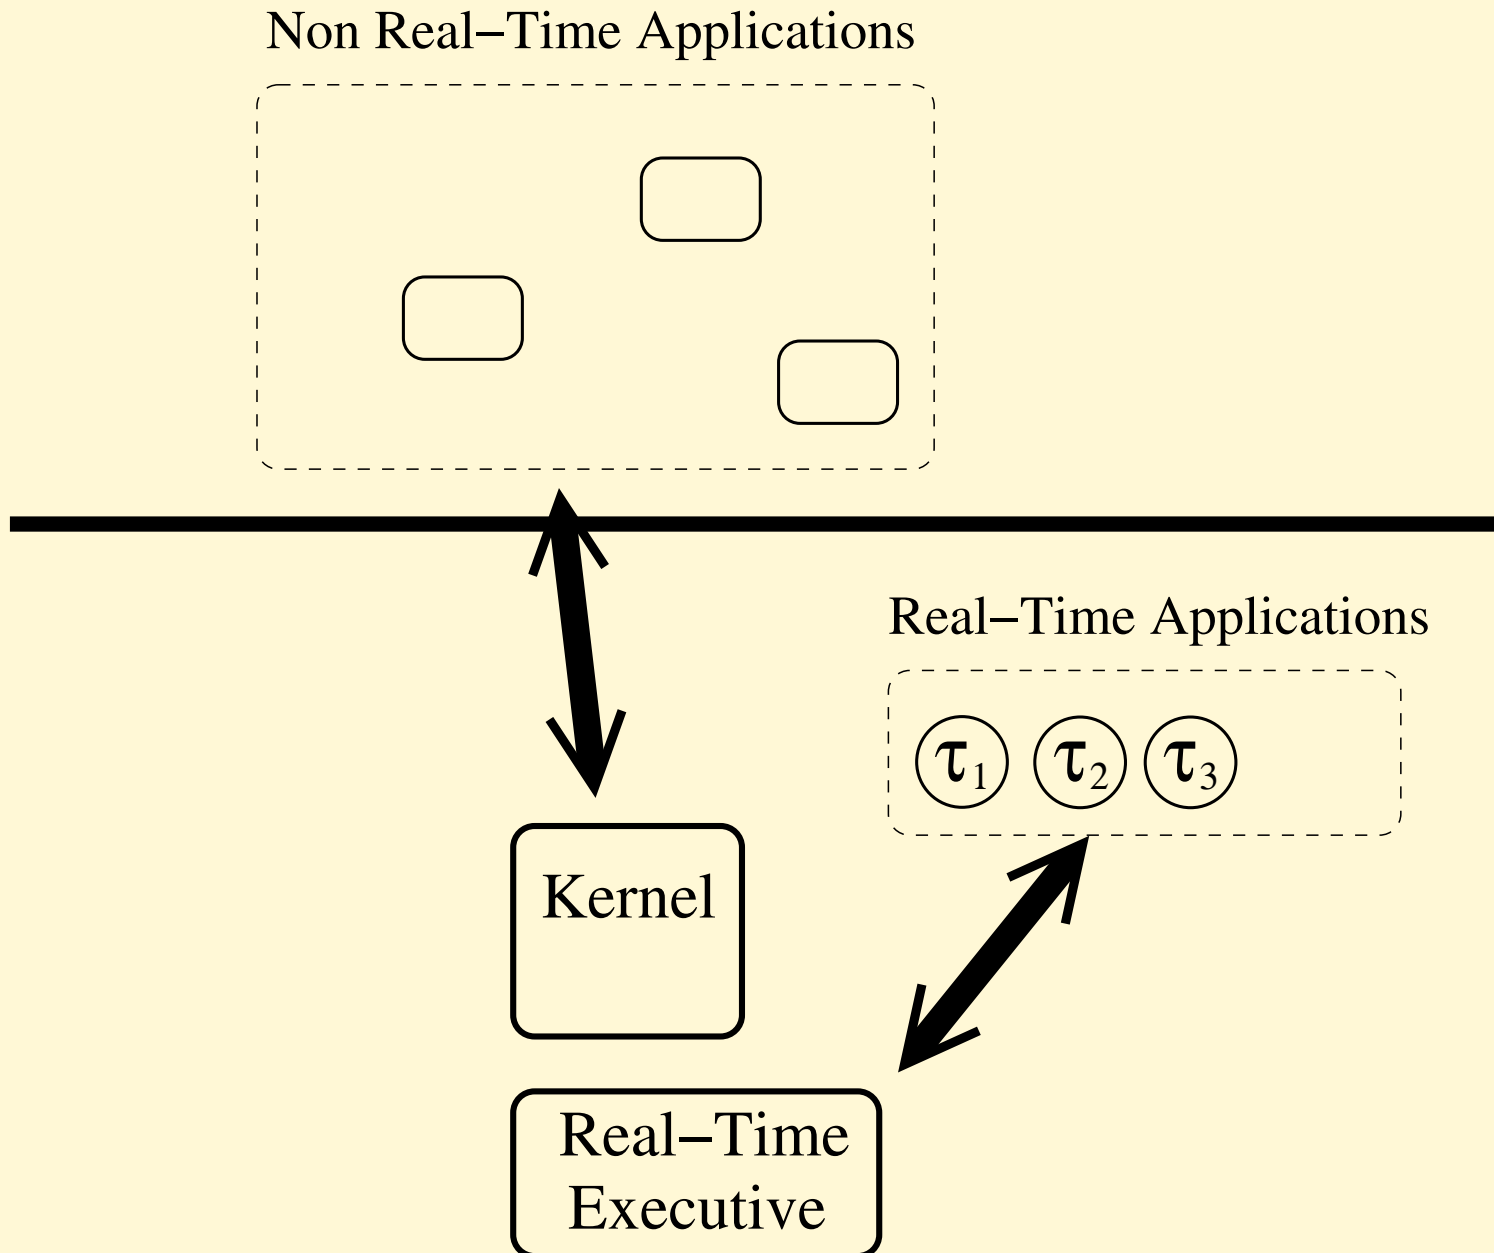 Non Real–Time Applications
Real–Time Applications
τ1 τ2 τ3
Kernel
Real–Time
Executive